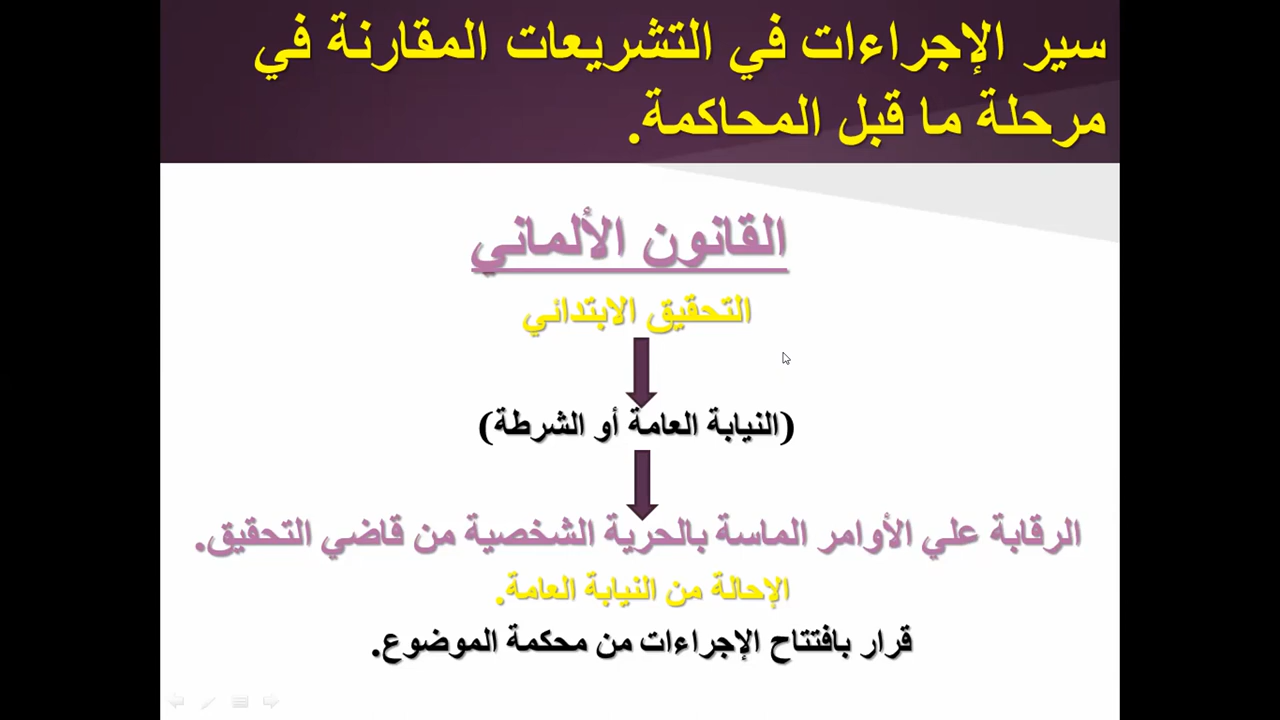 سير الإجراءات في التشريعات المقارنة في
مرحلة ما قبل المحاكمة.
القانون الألماني
التحقيق الابتدائي
(النيابة العامة أو الشرطة)
الرقابة علي الأوامر الماسة بالحرية الشخصية من قاضي التحقيق.
الإحالة من النيابة العامة.
قرار بافتتاح الإجراءات من محكمة الموضوع.